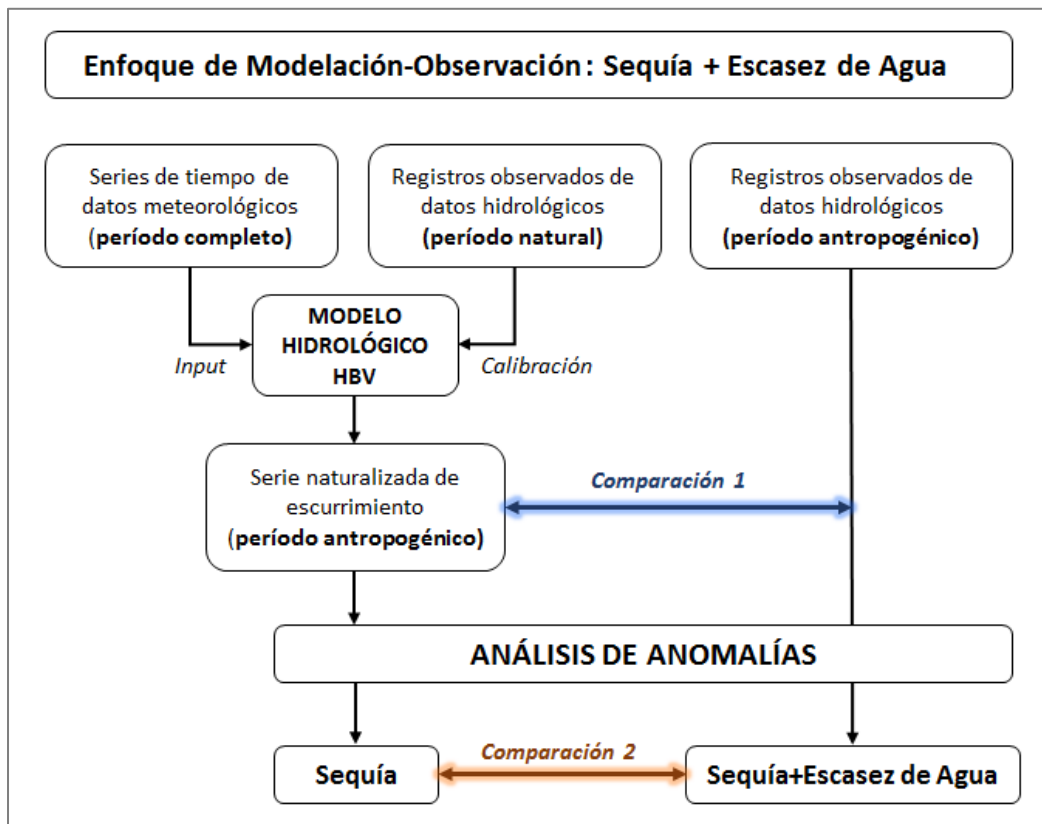 Enfoque de Modelación-Observación: Sequía + Escasez de Agua
Series de tiempo de
datos meteorológicos
(período completo)
Registros observados de
datos hidrológicos
(período natural)
Registros observados de
datos hidrológicos
(período antropogénico)
MODELO
HIDROLÓGICO
HBV
Input
Calibración
Serie naturalizada de
escurrimiento
(período antropogénico)
Comparación 1
ANÁLISIS DE ANOMALÍAS
Sequía
Comparación 2
Sequía+Escasez de Agua